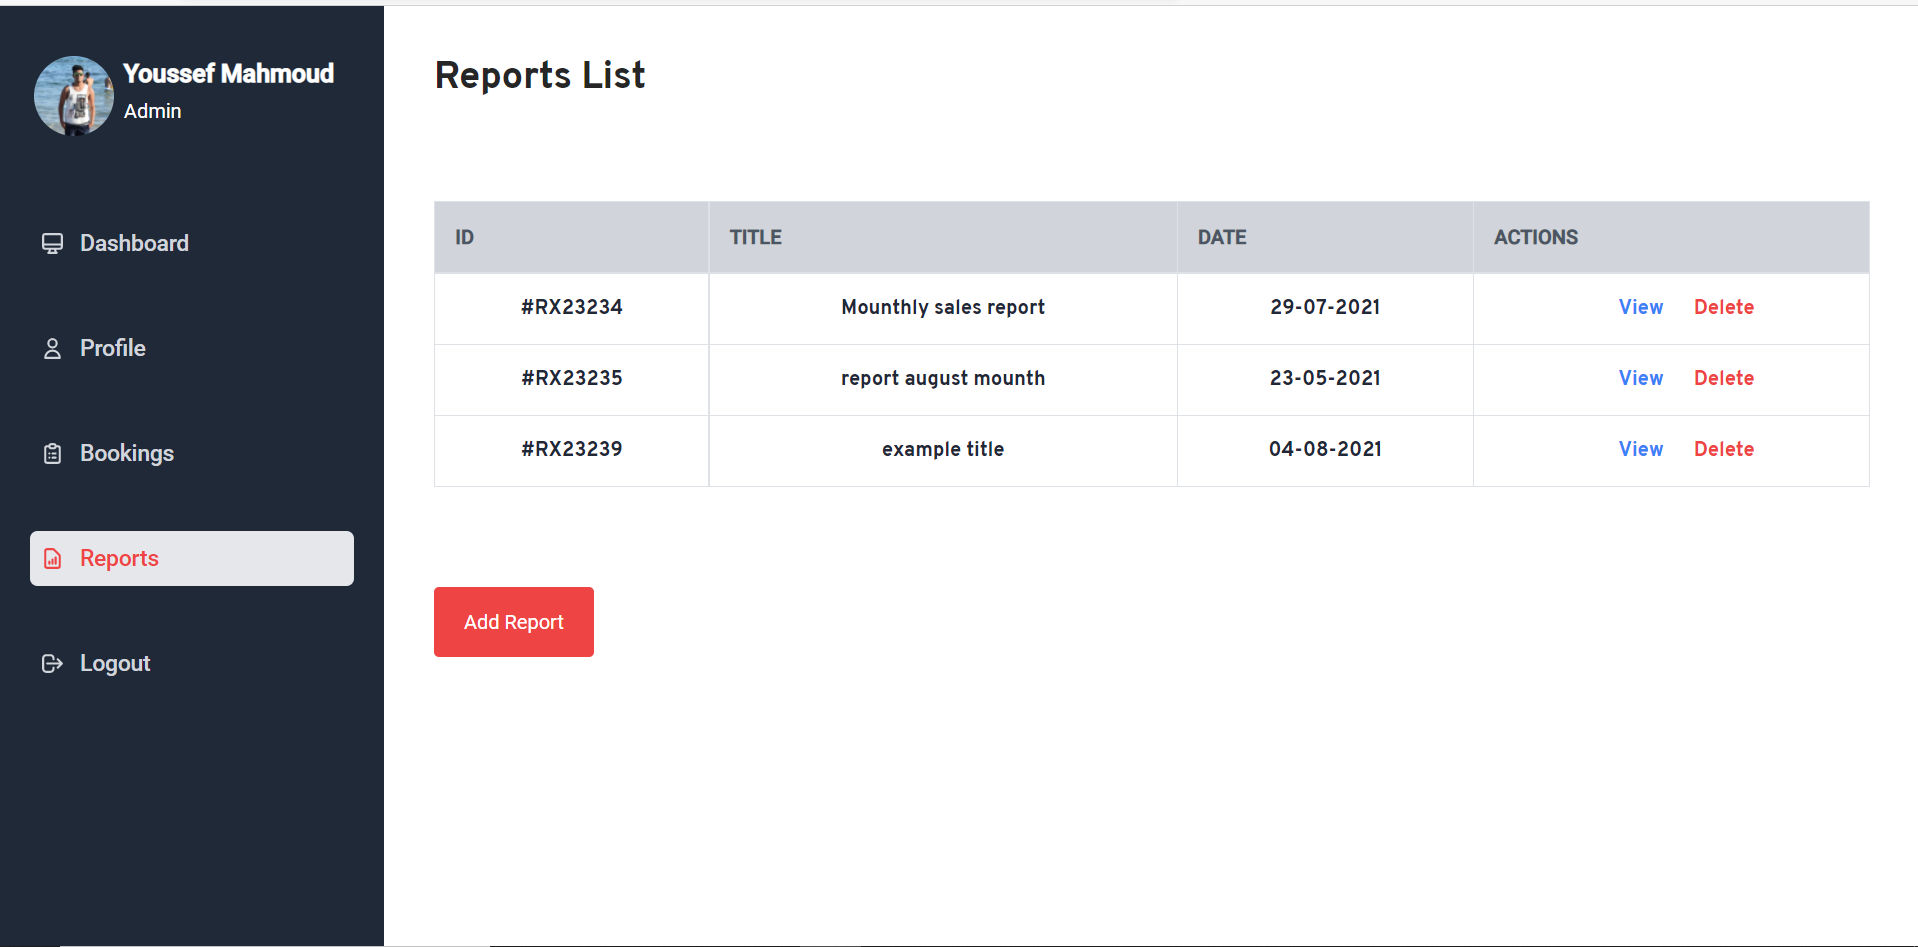 Youssef Mahmoud
Admin
Dashboard
Profile
Bookings
Reports
Logout
Reports List
ID TITLE DATE ACTIONS
#RX23234 Mounthly sales report 29-07-2021 View Delete
#RX23235 report august mounth 23-05-2021 View Delete
#RX23239 example title 04-08-2021 View Delete
Add Report